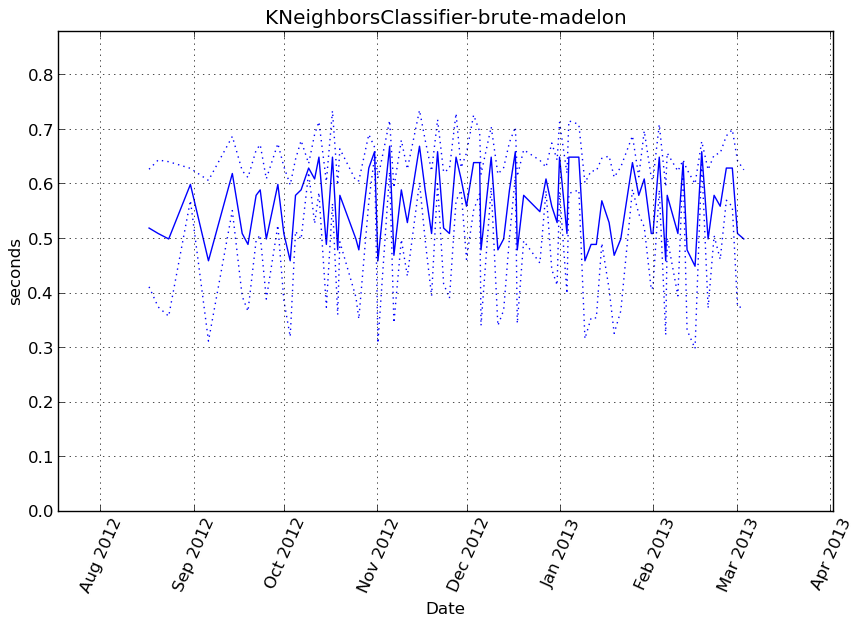 KNeighborsClassifier-brute-madelon
0.8
0.7
0.6
0.5
0.4
0.3
0.2
0.1
0.0
seconds
Aug 2012
Sep 2012
Oct 2012
Nov 2012
Dec 2012
Jan 2013
Feb 2013
Mar 2013
Apr 2013
Date